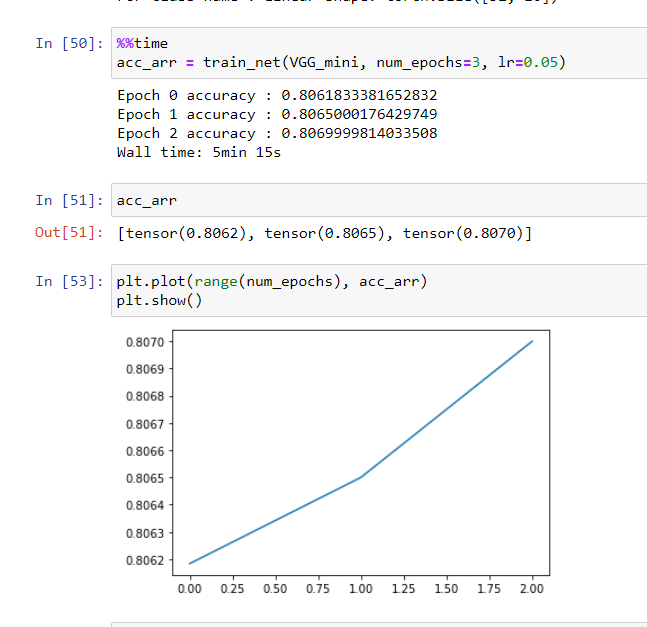 In [50]: %%time
acc_arr = train_net(VGG_mini, num_epochs=3, lr=0.05)
Epoch 0 accuracy : 0.8061833381652832
Epoch 1 accuracy : 0.8065000176429749
Epoch 2 accuracy : 0.8069999814033508
Wall time: 5min 15s
In [51]: acc_arr
Out[51]: [tensor(0.8062), tensor(0.8065), tensor(0.8070)]
In [53]: plt.plot(range(num_epochs), acc_arr)
plt.show()
0.8070
0.8069
0.8068
0.8067
0.8066
0.8065
0.8064
0.8063
0.8062
0.00 0.25 0.50 0.75 1.00 1.25 1.50 1.75 2.00